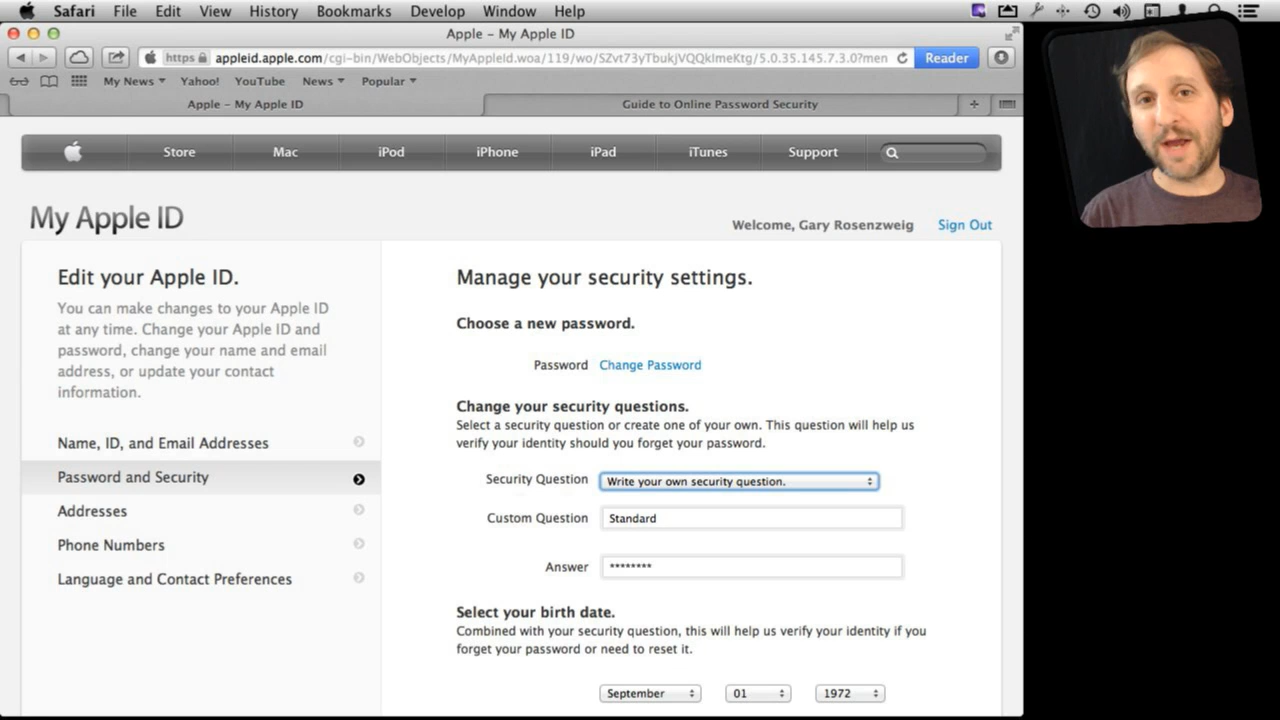 Safari File Edit View History Bookmarks Develop Window Help
Apple – My Apple ID
https appleid.apple.com/cgi-bin/WebObjects/MyAppleId.woa/119/wo/SZvt73yTbukjVQQkImeKtg/5.0.35.145.7.3.0?men Reader
My News Yahoo! YouTube News Popular
Apple – My Apple ID Guide to Online Password Security
Store Mac iPod iPhone iPad iTunes Support
My Apple ID
Welcome, Gary Rosenzweig Sign Out
Edit your Apple ID.
You can make changes to your Apple ID
at any time. Change your Apple ID and
password, change your name and email
address, or update your contact
information.
Name, ID, and Email Addresses
Password and Security
Addresses
Phone Numbers
Language and Contact Preferences
Manage your security settings.
Choose a new password.
Password Change Password
Change your security questions.
Select a security question or create one of your own. This question will help us
verify your identity should you forget your password.
Security Question Write your own security question.
Custom Question Standard
Answer ********
Select your birth date.
Combined with your security question, this will help us verify your identity if you
forget your password or need to reset it.
September 01 1972